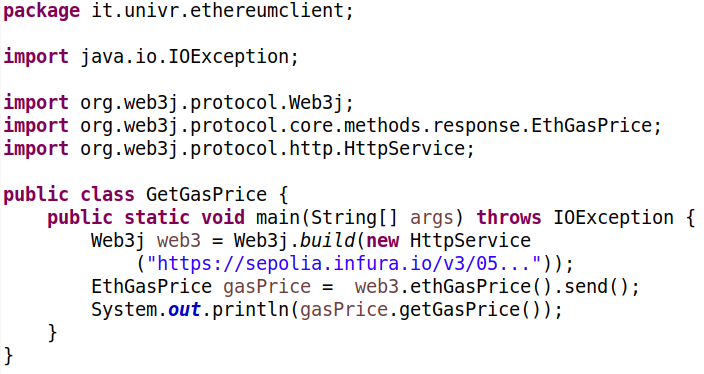 package it.univr.ethereumclient;
import java.io.IOException;
import org.web3j.protocol.Web3j;
import org.web3j.protocol.core.methods.response.EthGasPrice;
import org.web3j.protocol.http.HttpService;
public class GetGasPrice {
    public static void main(String[] args) throws IOException {
        Web3j web3 = Web3j.build(new HttpService
            ("https://sepolia.infura.io/v3/05..."));
        EthGasPrice gasPrice =  web3.ethGasPrice().send();
        System.out.println(gasPrice.getGasPrice());
    }
}